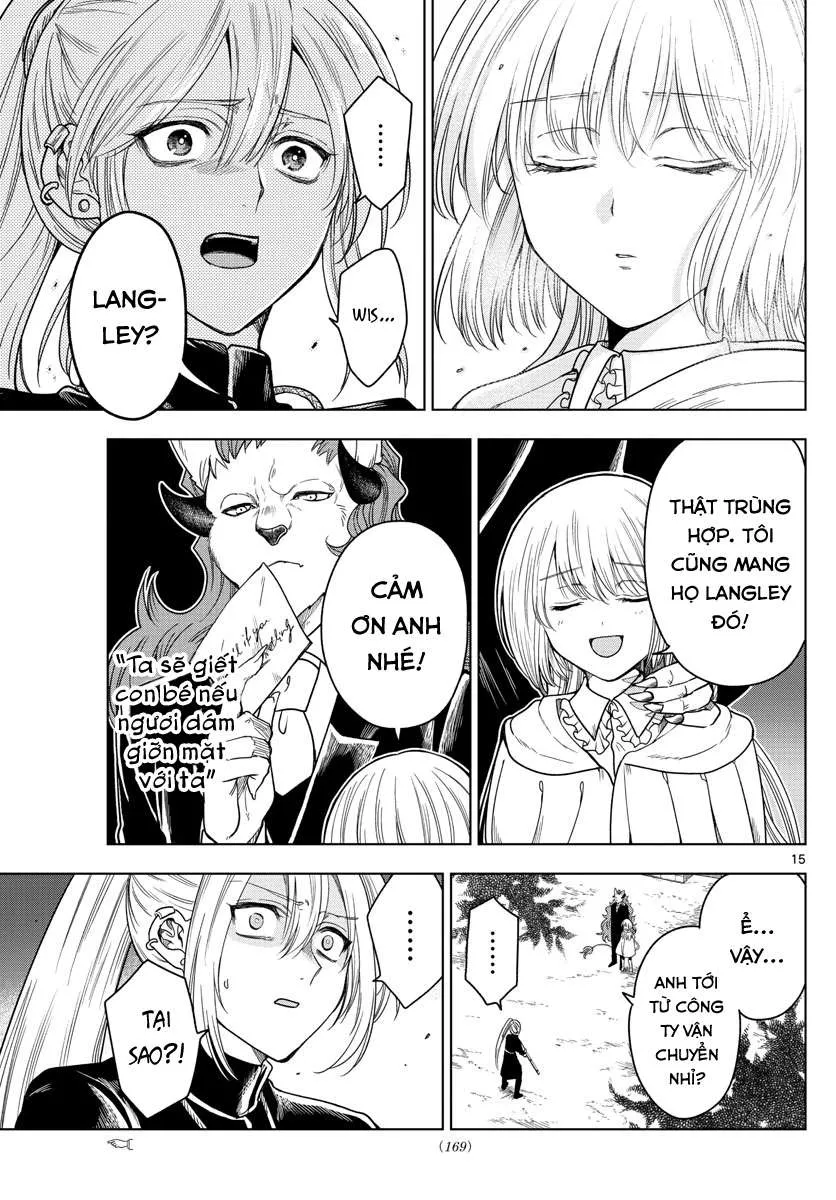 ......
WIS...
LANG-
LEY?
THẬT TRÙNG
HỢP. TÔI
CŨNG MANG
HỌ LANGLEY
ĐÓ!
CẢM
ƠN ANH
NHÉ!
"Ta sẽ giết
con bé nếu
ngươi dám
giỡn mặt
với ta"
15
Ể...
VẬY...
ANH TỚI
TỪ CÔNG
TY VẬN
CHUYỂN
NHỈ?
......
......
TẠI
SAO?!
(169)